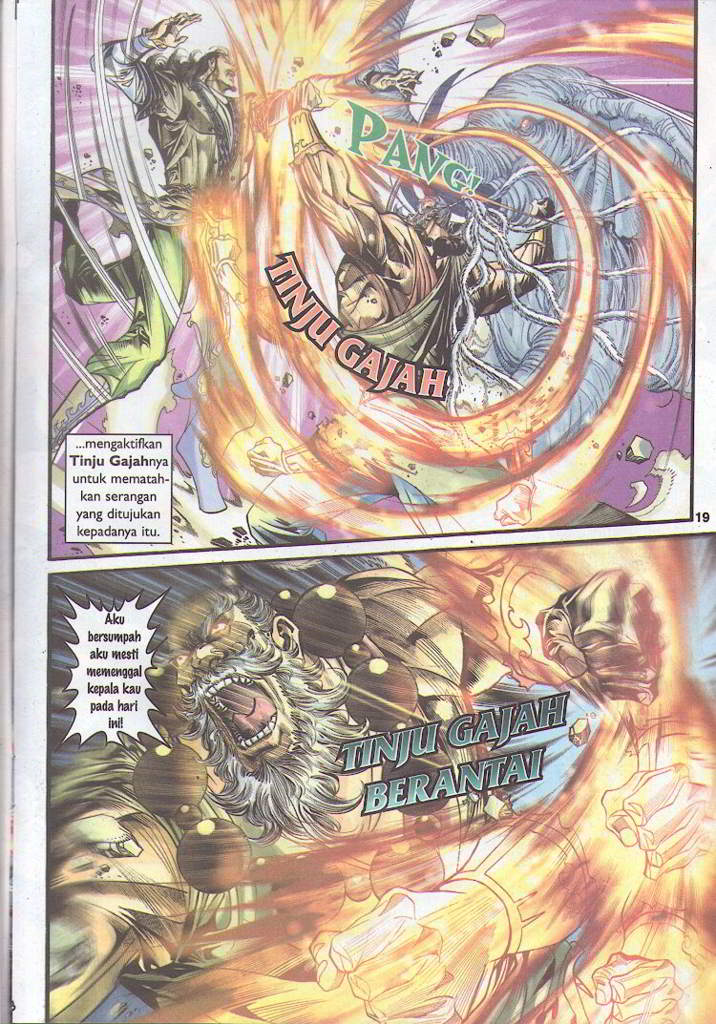 PANG!
TINJU GAJAH
...mengaktifkan
Tinju Gajahnya
untuk mematah-
kan serangan
yang ditujukan
kepadanya itu.
19
Aku
bersumpah
aku mesti
memenggal
kepala kau
pada hari
ini!
TINJU GAJAH
BERANTAI